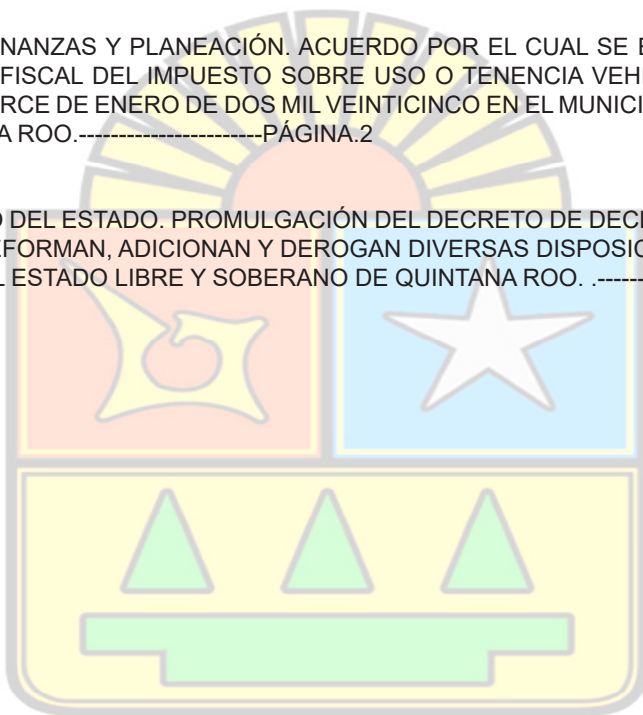 NANZAS Y PLANEACIÓN. ACUERDO POR EL CUAL SE
FISCAL DEL IMPUESTO SOBRE USO O TENENCIA VEH
RCE DE ENERO DE DOS MIL VEINTICINCO EN EL MUNICI
A ROO.-----------------------PÁGINA.2
O DEL ESTADO. PROMULGACIÓN DEL DECRETO DE DEC
EFORMAN, ADICIONAN Y DEROGAN DIVERSAS DISPOSI
L ESTADO LIBRE Y SOBERANO DE QUINTANA ROO. .------